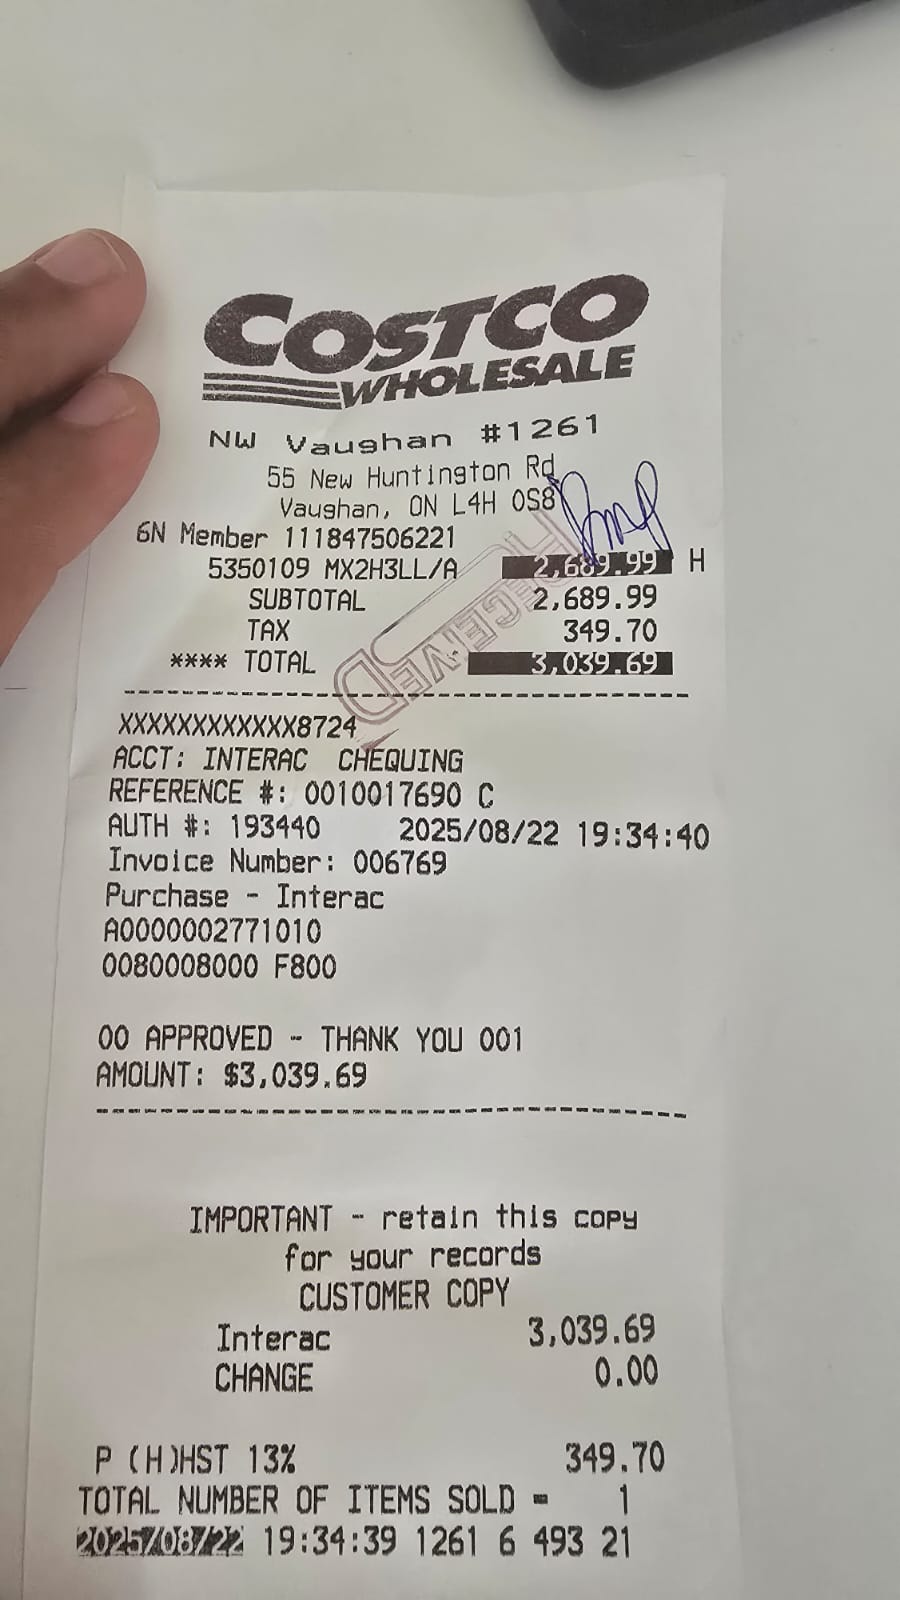 COSTCO
WHOLESALE
NW Vaughan #1261
55 New Huntington Rd
Vaughan, ON L4H 0S8
6N Member 111847506221
5350109 MX2H3LL/A 2,689.99 H
SUBTOTAL 2,689.99
TAX 349.70
**** TOTAL 3,039.69
RECEIVED
XXXXXXXXXXXX8724
ACCT: INTERAC CHEQUING
REFERENCE #: 0010017690 C
AUTH #: 193440 2025/08/22 19:34:40
Invoice Number: 006769
Purchase - Interac
A0000002771010
0080008000 F800
00 APPROVED - THANK YOU 001
AMOUNT: $3,039.69
IMPORTANT - retain this copy
for your records
CUSTOMER COPY
Interac 3,039.69
CHANGE 0.00
P (H)HST 13% 349.70
TOTAL NUMBER OF ITEMS SOLD = 1
2025/08/22 19:34:39 1261 6 493 21